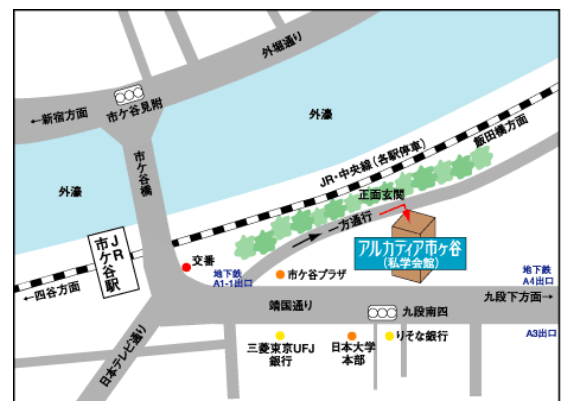 外堀通り
←新宿方面
市ケ谷見附
外濠
飯田橋方面
JR・中央線(各駅停車)
市ケ谷橋
外濠
正面玄関
一方通行
アルカディア市ヶ谷
(私学会館)
JR
市ケ谷駅
交番
地下鉄
A1-1出口
市ケ谷プラザ
地下鉄
A4出口
←四谷方面
靖国通り
九段下方面→
九段南四
日本テレビ通り
三菱東京UFJ
銀行
日本大学
本部
りそな銀行
A3出口